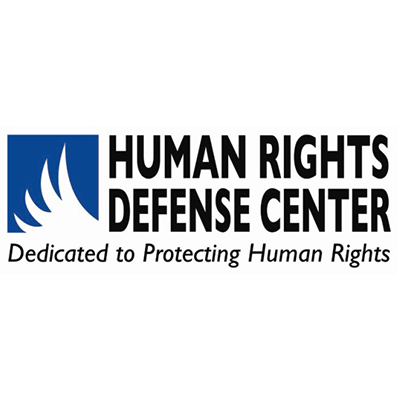 HUMAN RIGHTS
DEFENSE CENTER
Dedicated to Protecting Human Rights